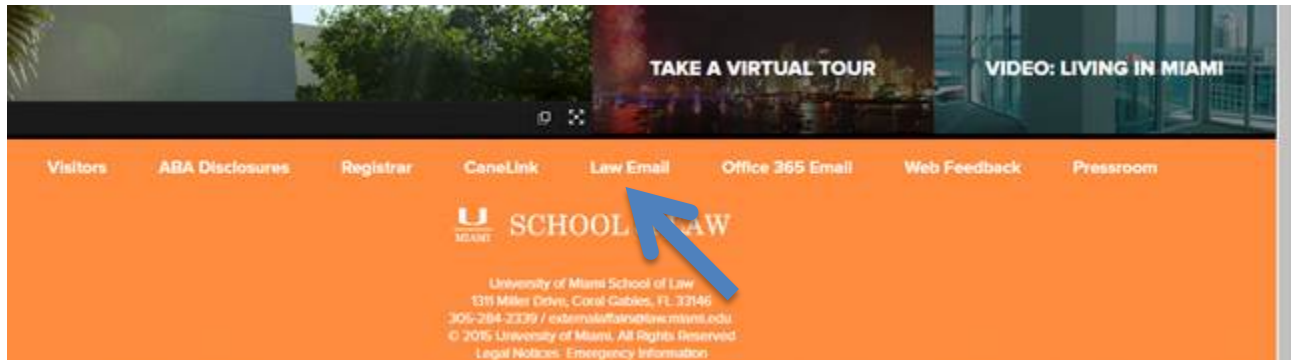 TAKE A VIRTUAL TOUR VIDEO: LIVING IN MIAMI
Visitors ABA Disclosures Registrar CaneLink Law Email Office 365 Email Web Feedback Pressroom
U MIAMI SCHOOL LAW
University of Miami School of Law
1311 Miller Drive, Coral Gables, FL 33146
305-284-2339 / externalaffairs@law.miami.edu
© 2015 University of Miami. All Rights Reserved
Legal Notices Emergency Information